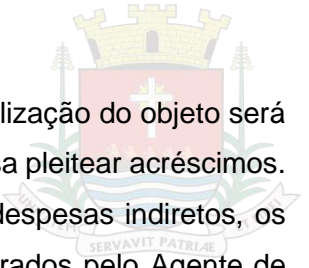 lização do objeto será
sa pleitear acréscimos.
despesas indiretos, os
SERVAVIT PATRIAE
rados pelo Agente de